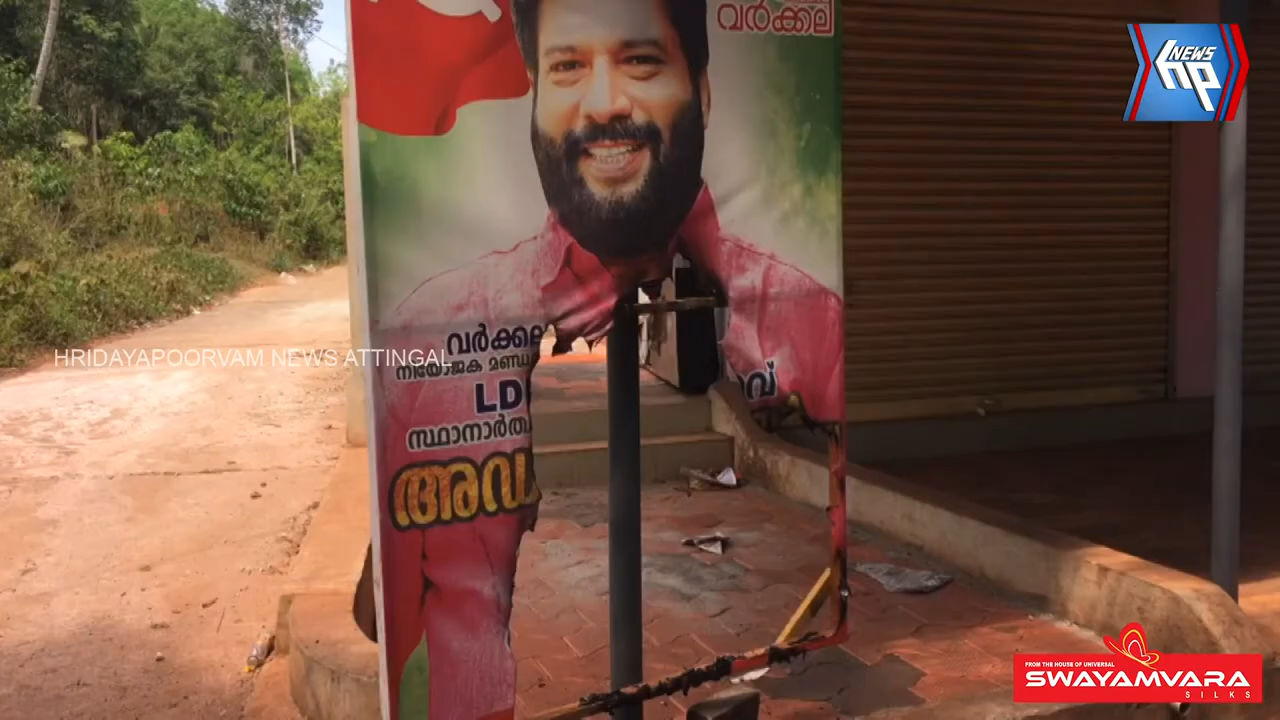 വർക്കല
NEWS
hp
വർക്കല
HRIDAYAPOORVAM NEWS ATTINGAL
നിയോജക
LD
സ്ഥാനാർത്ഥ
അഡ
FROM THE HOUSE OF UNIVERSAL
SWAYAMVARA
SILKS